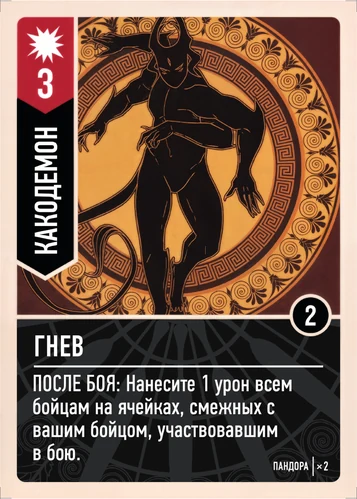 3
КАКОДЕМОН
2
ГНЕВ
ПОСЛЕ БОЯ: Нанесите 1 урон всем
бойцам на ячейках, смежных с
вашим бойцом, участвовавшим
в бою.
ПАНДОРА | ×2